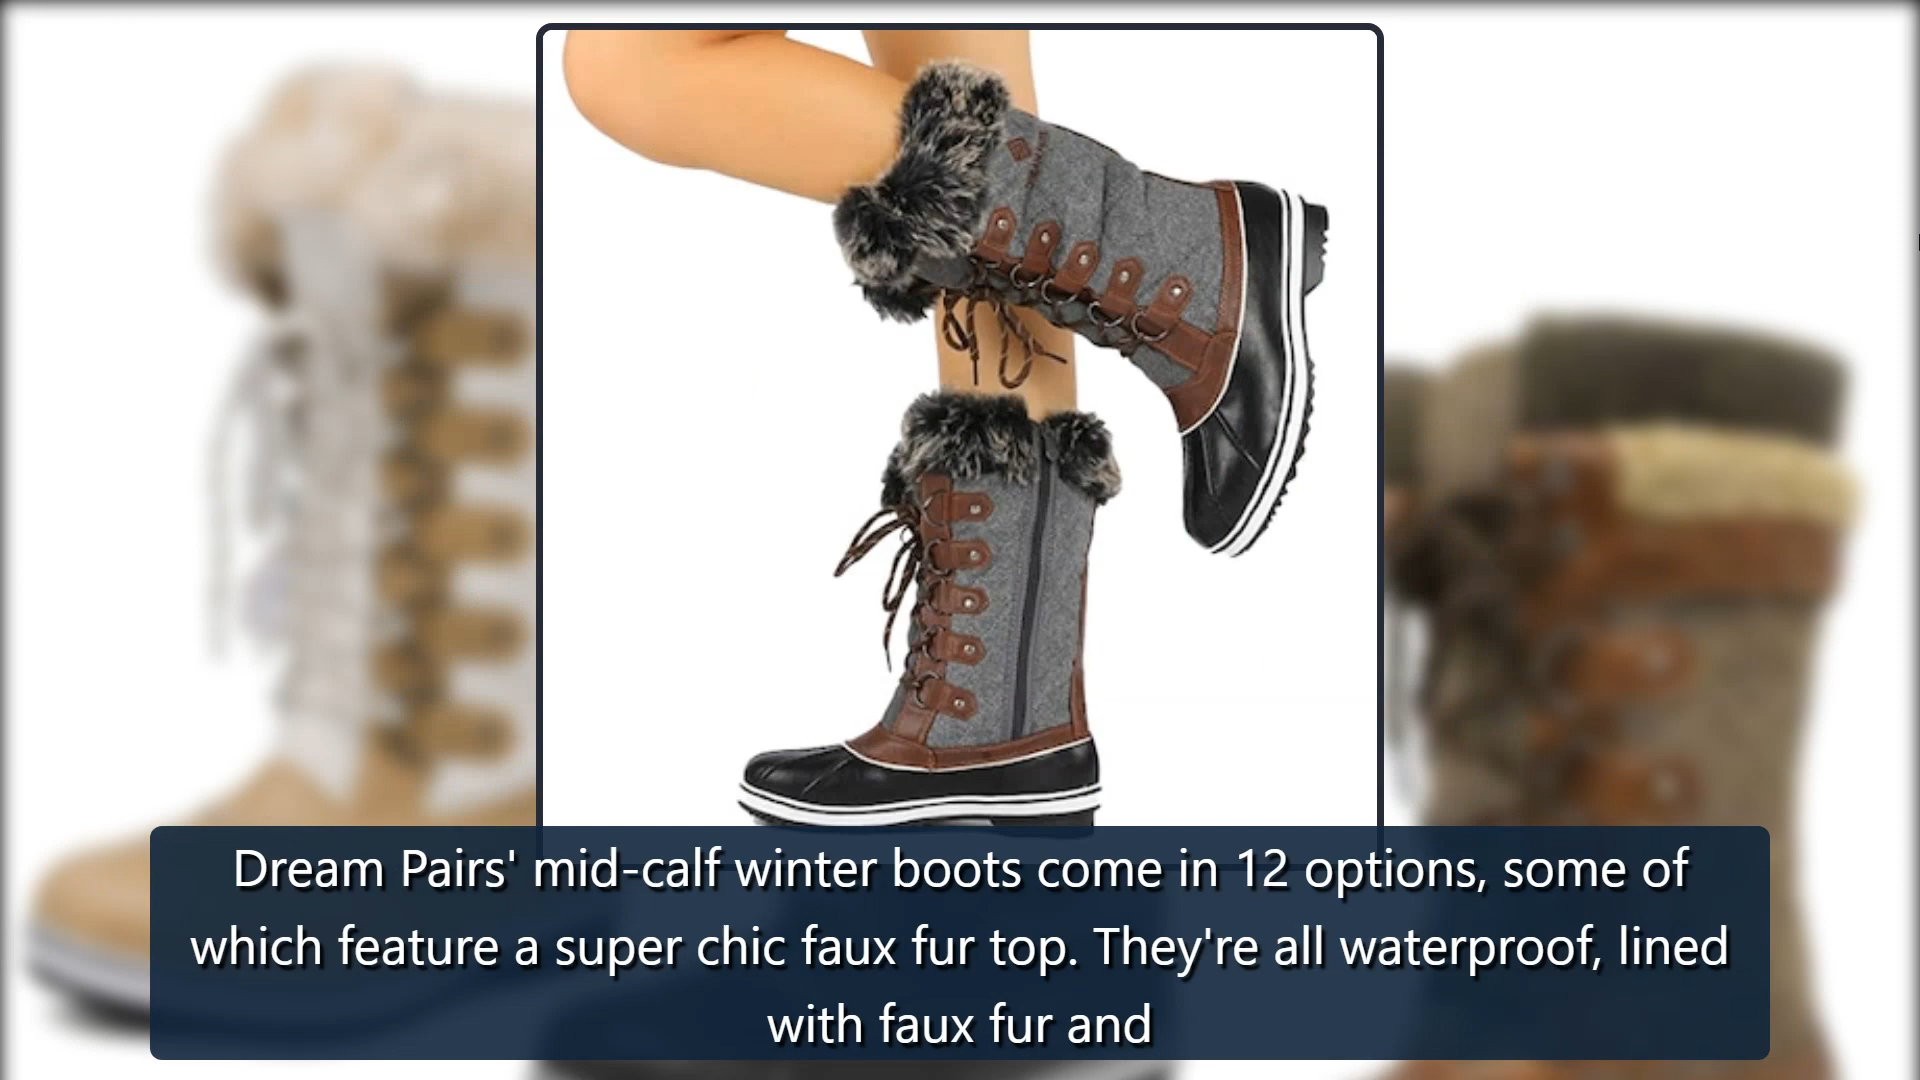 Dream Pairs' mid-calf winter boots come in 12 options, some of
which feature a super chic faux fur top. They're all waterproof, lined
with faux fur and